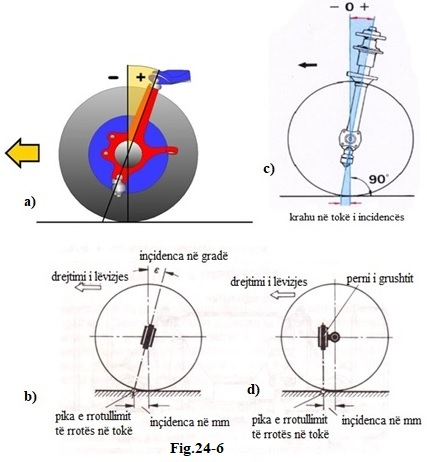 - +
a)
- 0 +
c)
90°
krahu në tokë i incidencës
inçidenca në gradë
drejtimi i lëvizjes
ε
b)
pika e rrotullimit
të rrotës në tokë
inçidenca në mm
drejtimi i lëvizjes
perni i grushtit
d)
pika e rrotullimit
të rrotës në tokë
inçidenca në mm
Fig.24-6